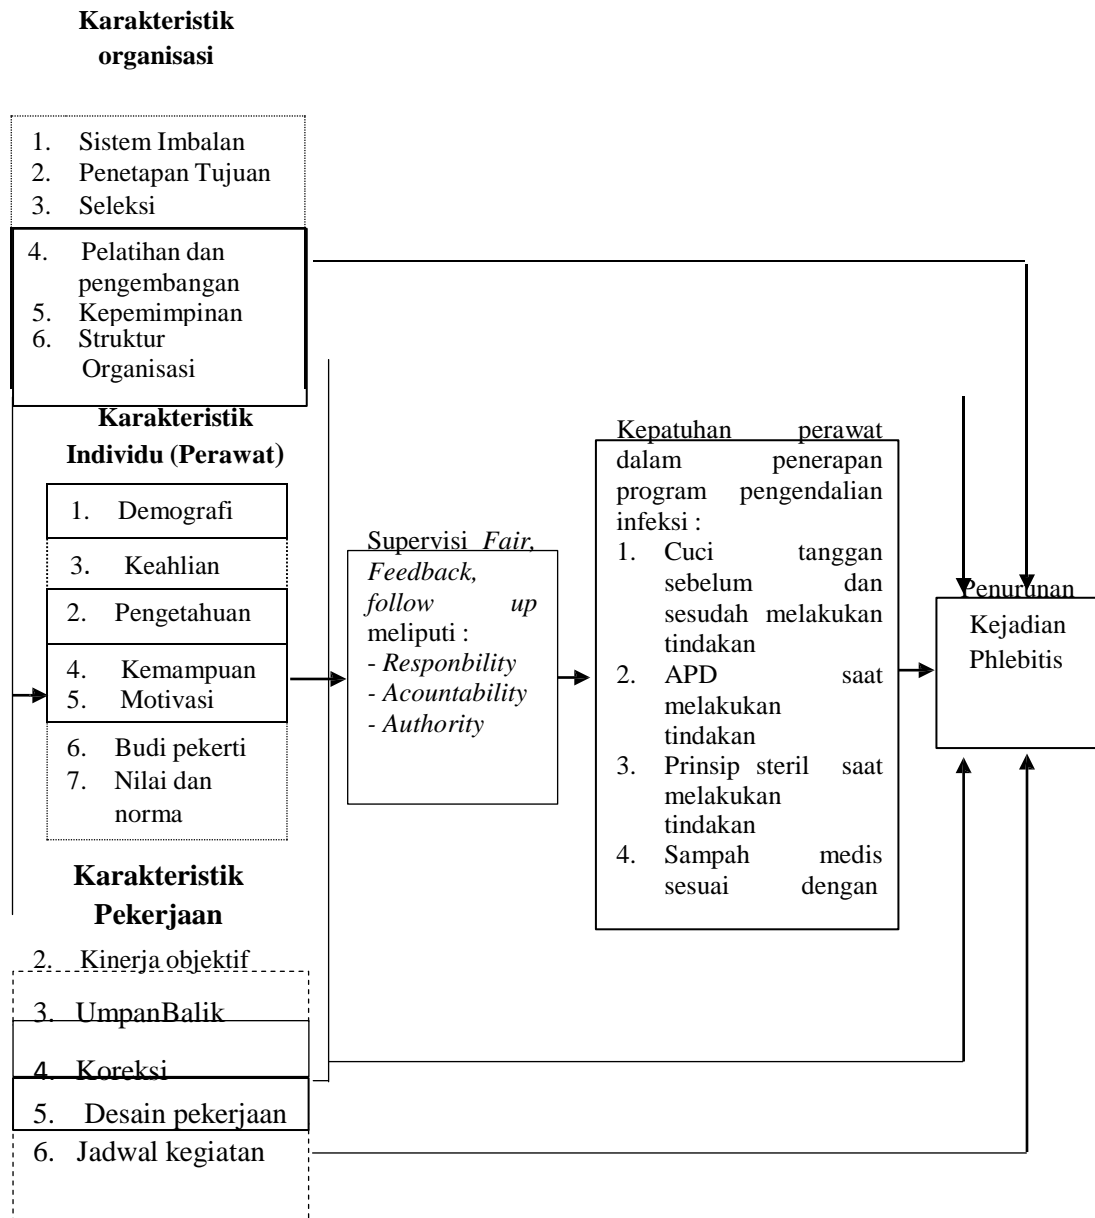 Karakteristik
organisasi
1. Sistem Imbalan
2. Penetapan Tujuan
3. Seleksi
4. Pelatihan dan
pengembangan
5. Kepemimpinan
6. Struktur
Organisasi
Karakteristik
Individu (Perawat)
1. Demografi
3. Keahlian
2. Pengetahuan
4. Kemampuan
5. Motivasi
6. Budi pekerti
7. Nilai dan
norma
Karakteristik
Pekerjaan
2. Kinerja objektif
3. UmpanBalik
4. Koreksi
5. Desain pekerjaan
6. Jadwal kegiatan
Supervisi Fair,
Feedback,
follow up
meliputi :
- Responbility
- Acountability
- Authority
Kepatuhan perawat
dalam penerapan
program pengendalian
infeksi :
1. Cuci tanggan
sebelum dan
sesudah melakukan
tindakan
2. APD saat
melakukan
tindakan
3. Prinsip steril saat
melakukan
tindakan
4. Sampah medis
sesuai dengan
Penurunan
Kejadian
Phlebitis